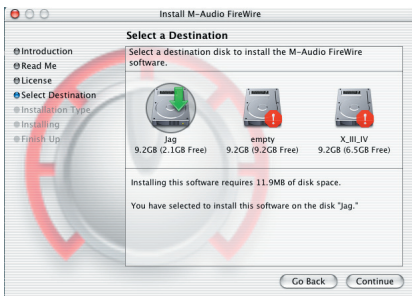 Install M-Audio FireWire
Select a Destination
Introduction
Read Me
License
Select Destination
Installation Type
Installing
Finish Up
Select a destination disk to install the M-Audio FireWire
software.
Jag
9.2GB (2.1GB Free)
empty
9.2GB (9.2GB Free)
X_III_IV
9.2GB (6.5GB Free)
Installing this software requires 11.9MB of disk space.
You have selected to install this software on the disk "Jag."
Go Back
Continue